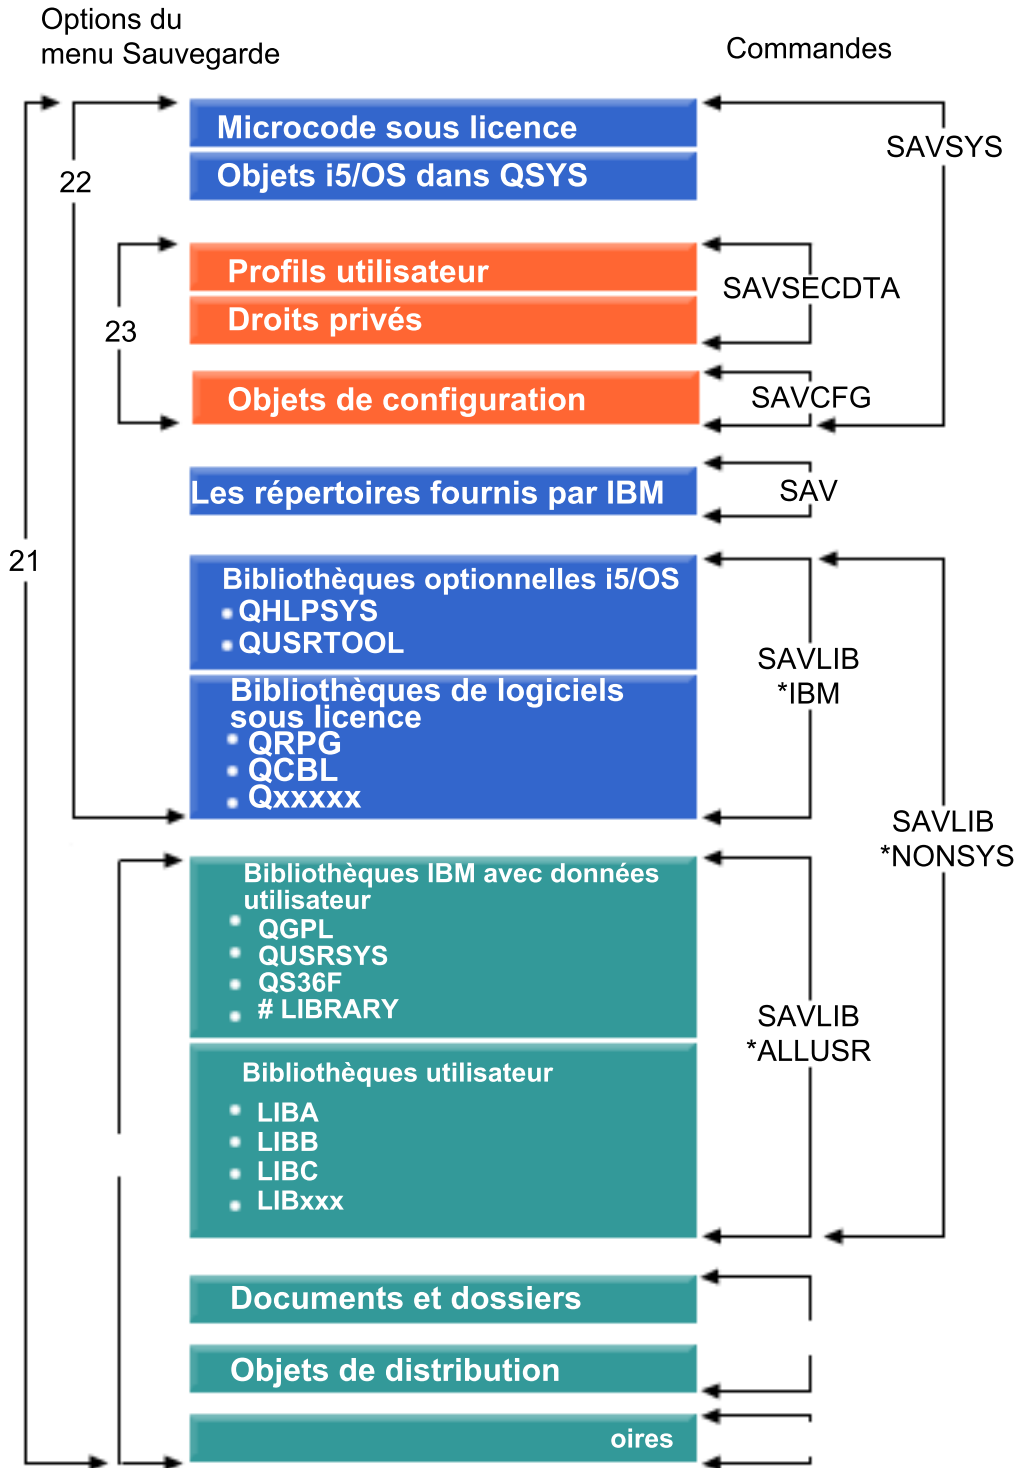 Options du
menu Sauvegarde
Commandes
Microcode sous licence
Objets i5/OS dans QSYS
SAVSYS
22
Profils utilisateur
Droits privés
SAVSECDTA
23
Objets de configuration
SAVCFG
Les répertoires fournis par IBM
SAV
21
Bibliothèques optionnelles i5/OS
• QHLPSYS
• QUSRTOOL
Bibliothèques de logiciels
sous licence
• QRPG
• QCBL
• Qxxxxx
SAVLIB
*IBM
SAVLIB
*NONSYS
Bibliothèques IBM avec données
utilisateur
• QGPL
• QUSRSYS
• QS36F
• # LIBRARY
SAVLIB
*ALLUSR
Bibliothèques utilisateur
• LIBA
• LIBB
• LIBC
• LIBxxx
Documents et dossiers
Objets de distribution
oires